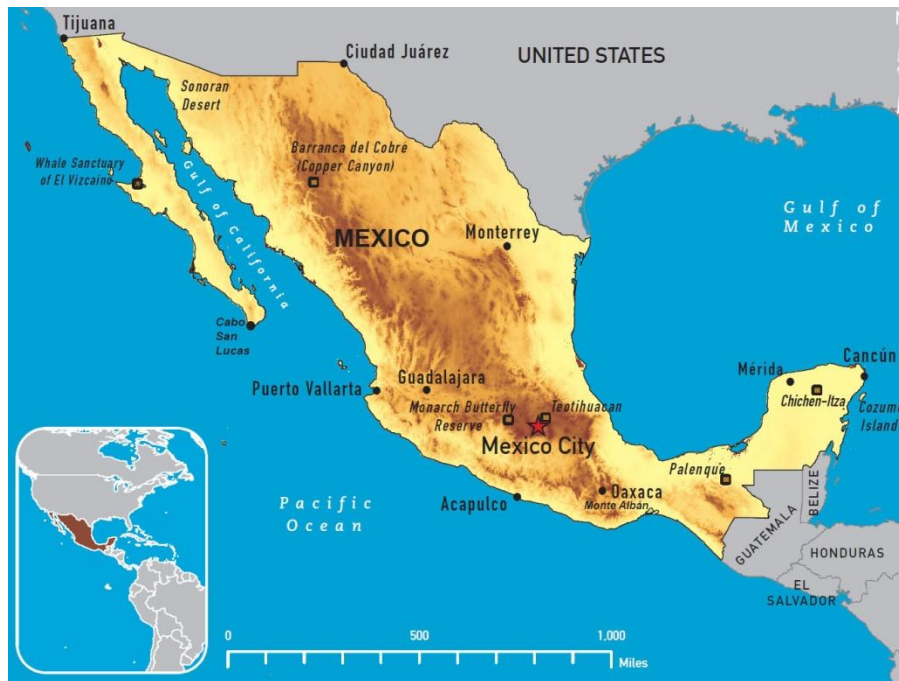 Tijuana
Ciudad Juárez
UNITED STATES
Sonoran
Desert
Barranca del Cobre
(Copper Canyon)
Whale Sanctuary
of El Vizcaino
Gulf of California
MEXICO
Monterrey
Gulf of
Mexico
Cabo
San
Lucas
Puerto Vallarta
Guadalajara
Monarch Butterfly
Reserve
Teotihuacan
Mexico City
Mérida
Cancún
Chichen-Itza
Cozume
Island
Palenque
Pacific
Ocean
Acapulco
Oaxaca
Monte Albán
GUATEMALA
BELIZE
HONDURAS
EL
SALVADOR
0
500
1,000
Miles